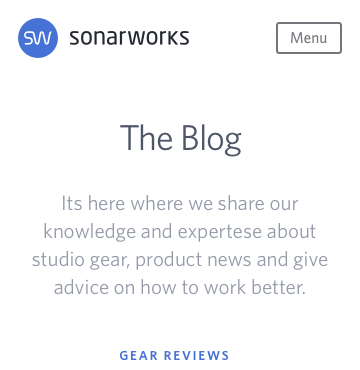 SW sonarworks
Menu
The Blog
Its here where we share our
knowledge and expertese about
studio gear, product news and give
advice on how to work better.
GEAR REVIEWS